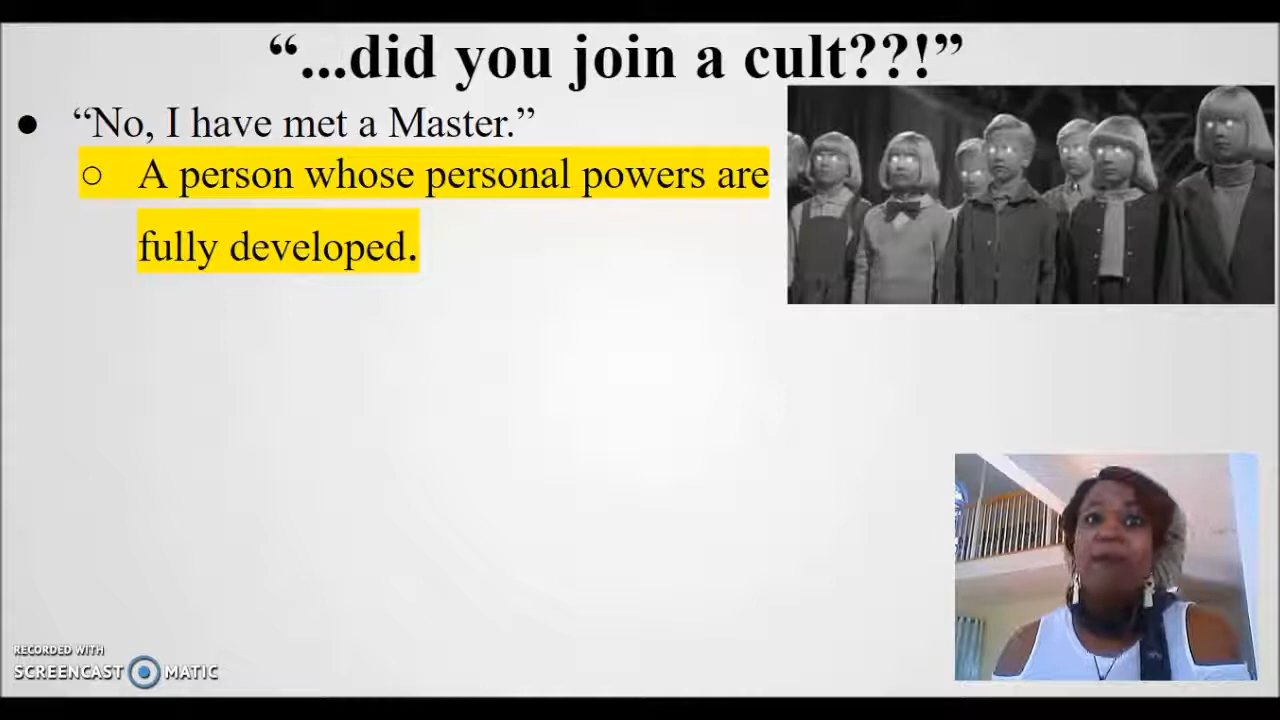 “...did you join a cult??!”
● “No, I have met a Master.”
○ A person whose personal powers are
fully developed.
RECORDED WITH
SCREENCAST MATIC